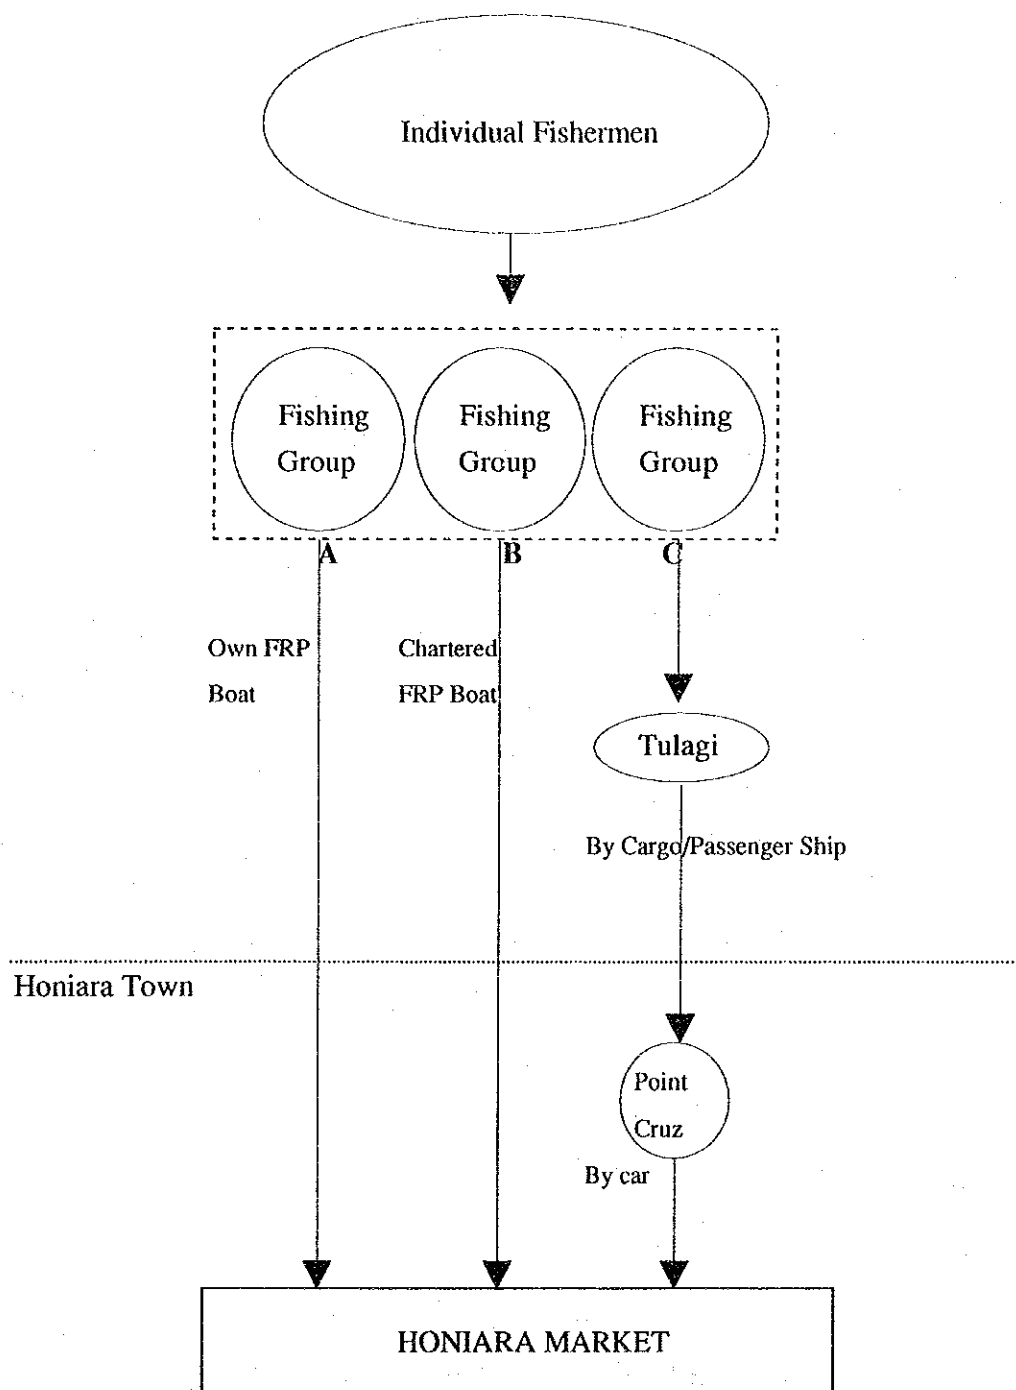 Individual Fishermen
Fishing
Group
Fishing
Group
Fishing
Group
A
B
C
Own FRP
Boat
Chartered
FRP Boat
Tulagi
By Cargo/Passenger Ship
Honiara Town
Point
Cruz
By car
HONIARA MARKET